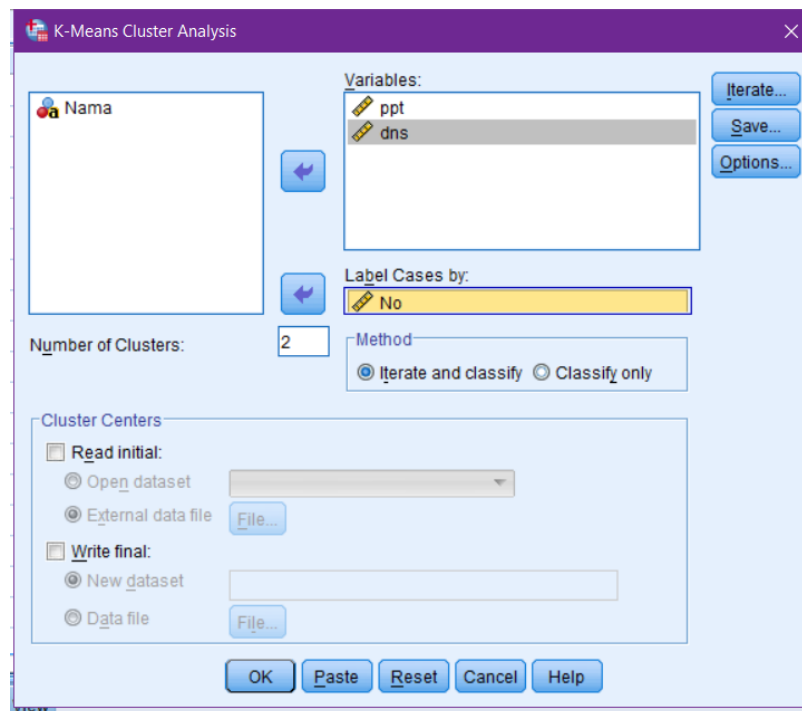 K-Means Cluster Analysis
Variables:
Nama
ppt
dns
Iterate...
Save...
Options...
Label Cases by:
No
Number of Clusters:
2
Method
Iterate and classify
Classify only
Cluster Centers
Read initial:
Open dataset
External data file
File...
Write final:
New dataset
Data file
File...
OK
Paste
Reset
Cancel
Help
View